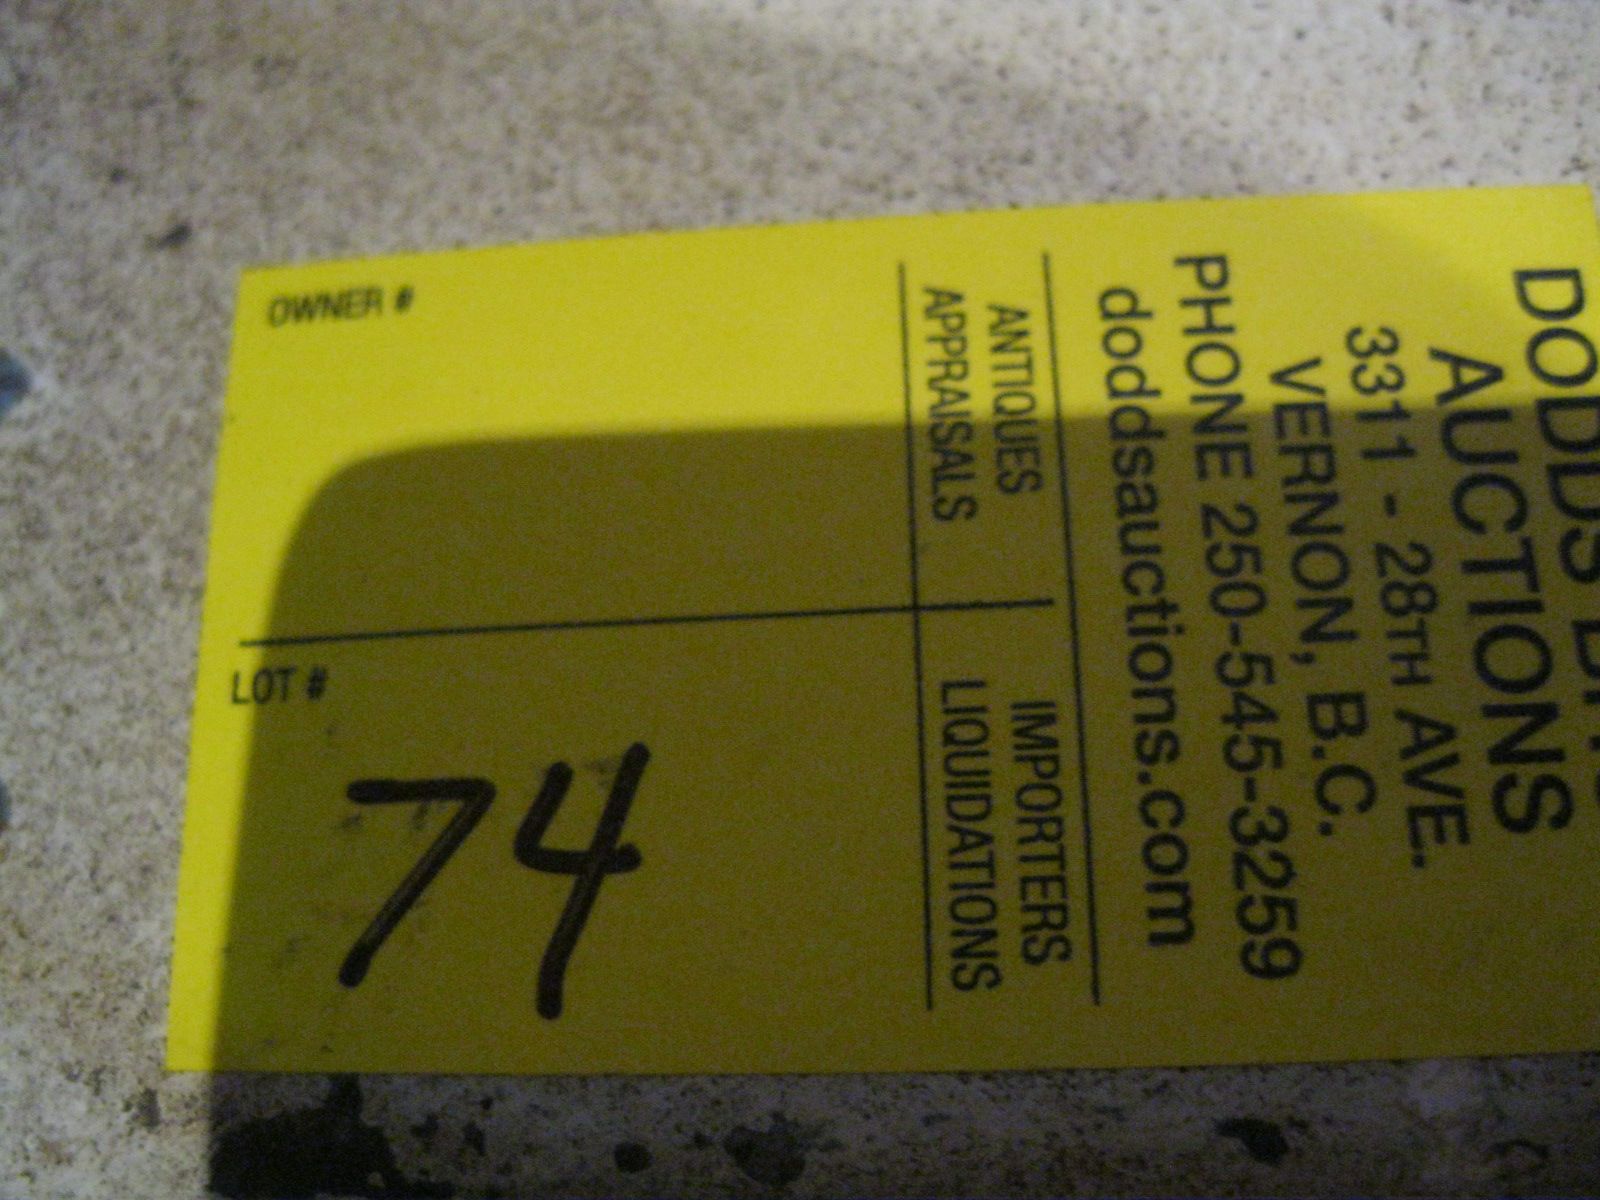 DODDS
AUCTIONS
3311 - 28TH AVE.
VERNON, B.C.
PHONE 250-545-3259
doddsauctions.com
ANTIQUES
APPRAISALS
IMPORTERS
LIQUIDATIONS
OWNER #
LOT #
74